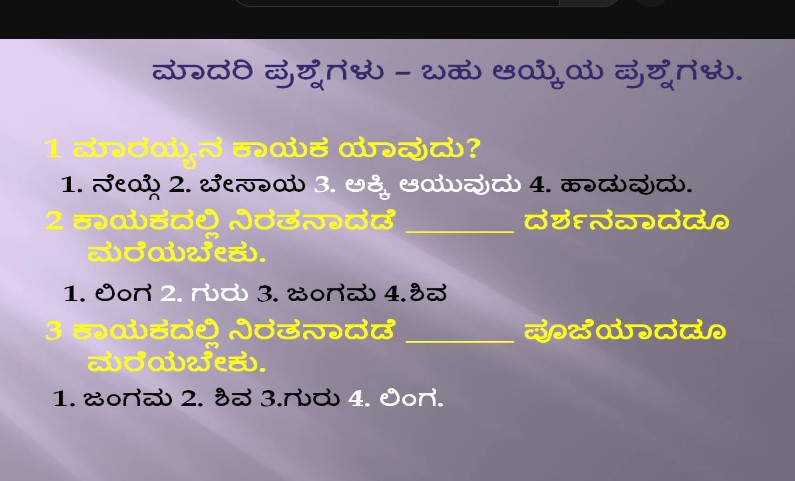 ಮಾದರಿ ಪ್ರಶ್ನೆಗಳು – ಬಹು ಆಯ್ಕೆಯ ಪ್ರಶ್ನೆಗಳು.
1 ಮಾರಯ್ಯನ ಕಾಯಕ ಯಾವುದು?
1. ನೇಯ್ಗೆ 2. ಬೇಸಾಯ 3. ಅಕ್ಕಿ ಆಯುವುದು 4. ಹಾಡುವುದು.
2 ಕಾಯಕದಲ್ಲಿ ನಿರತನಾದಡೆ _______ ದರ್ಶನವಾದಡೂ
ಮರೆಯಬೇಕು.
1. ಲಿಂಗ 2. ಗುರು 3. ಜಂಗಮ 4.ಶಿವ
3 ಕಾಯಕದಲ್ಲಿ ನಿರತನಾದಡೆ _______ ಪೂಜೆಯಾದಡೂ
ಮರೆಯಬೇಕು.
1. ಜಂಗಮ 2. ಶಿವ 3.ಗುರು 4. ಲಿಂಗ.